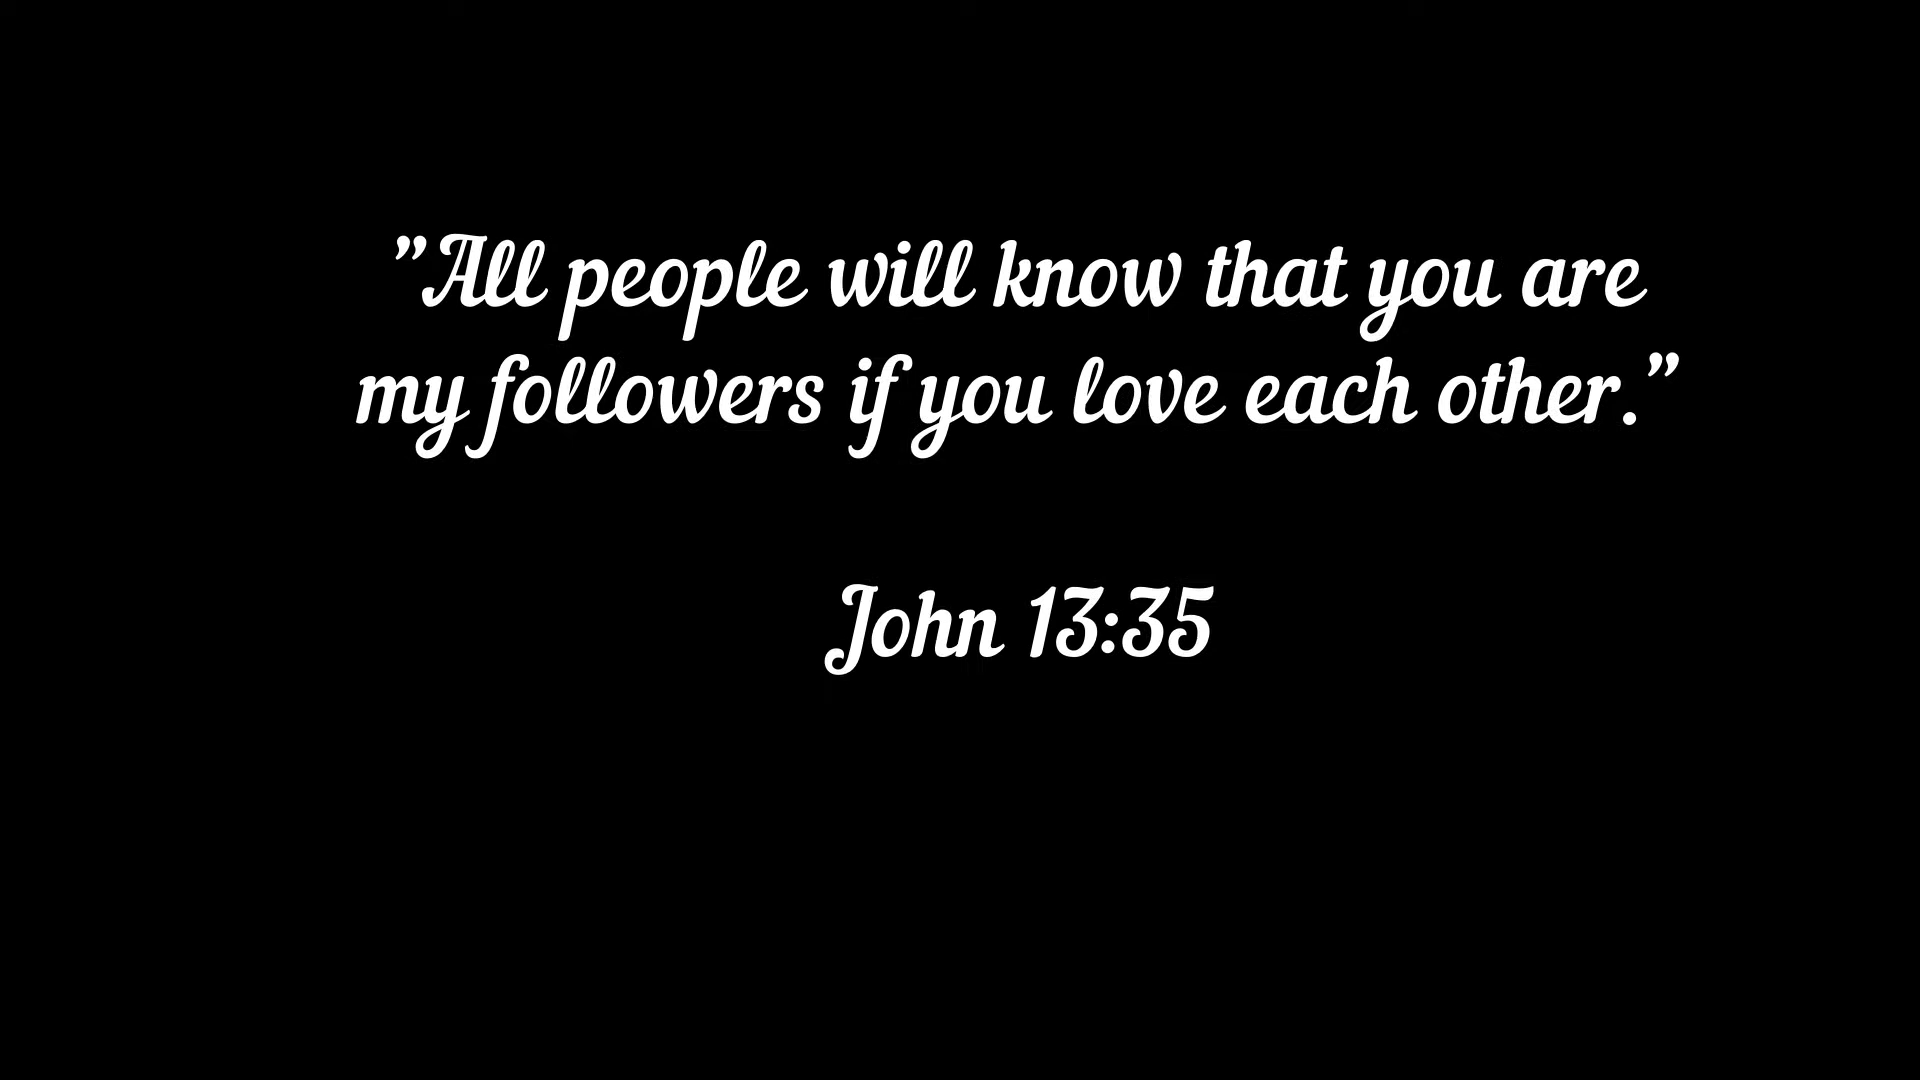 ”All people will know that you are
my followers if you love each other.”
John 13:35